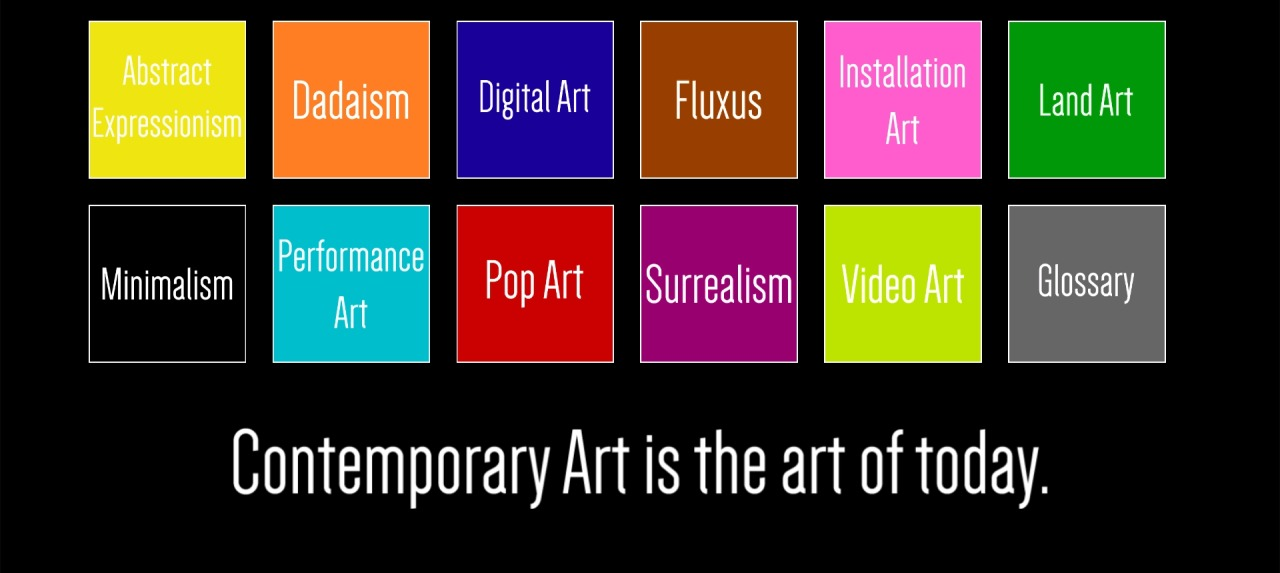 Abstract
Expressionism
Dadaism
Digital Art
Fluxus
Installation
Art
Land Art
Minimalism
Performance
Art
Pop Art
Surrealism
Video Art
Glossary
Contemporary Art is the art of today.